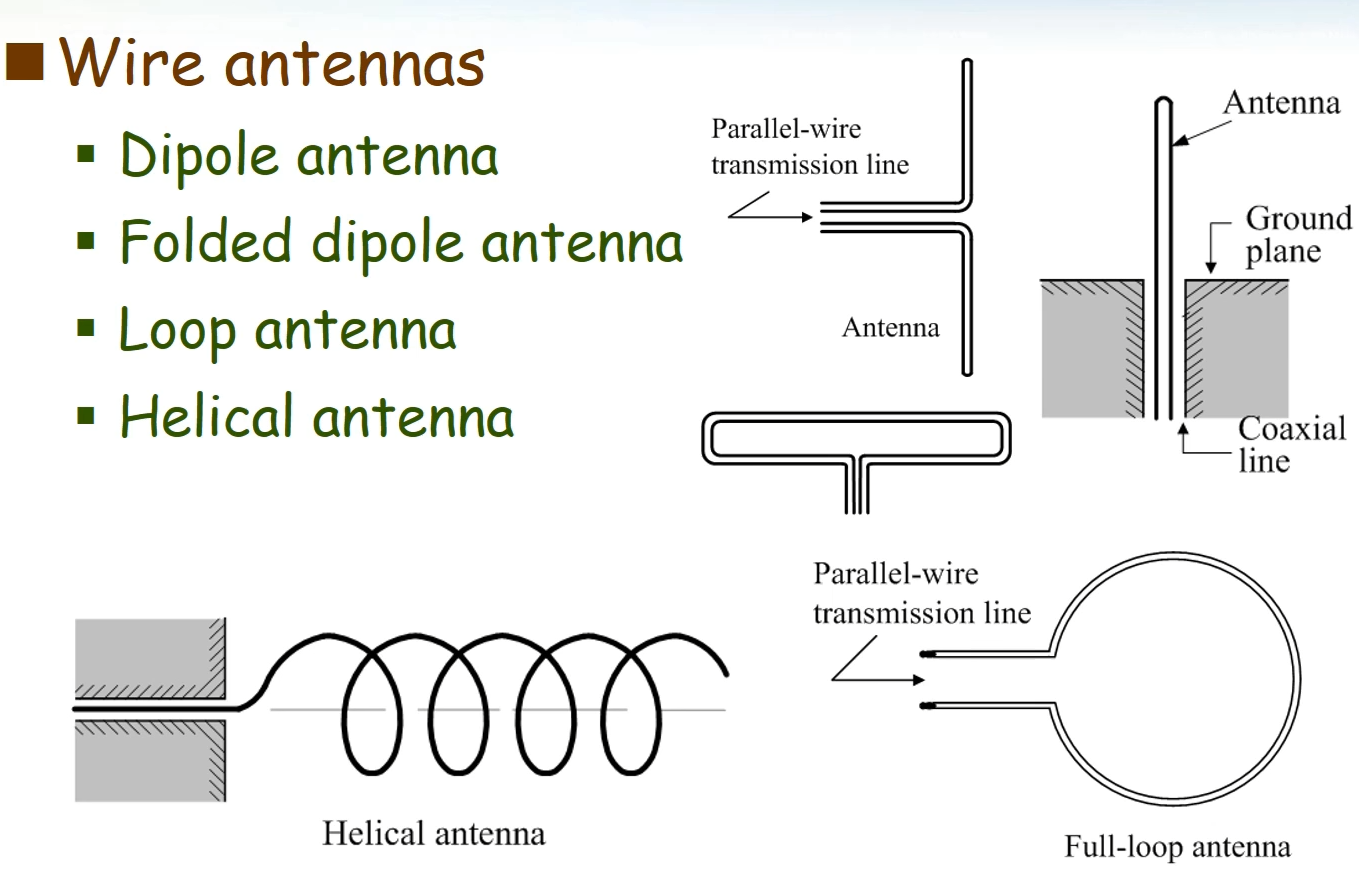 Wire antennas
Dipole antenna
Folded dipole antenna
Loop antenna
Helical antenna
Parallel-wire
transmission line
Antenna
Antenna
Ground
plane
Coaxial
line
Parallel-wire
transmission line
Helical antenna
Full-loop antenna